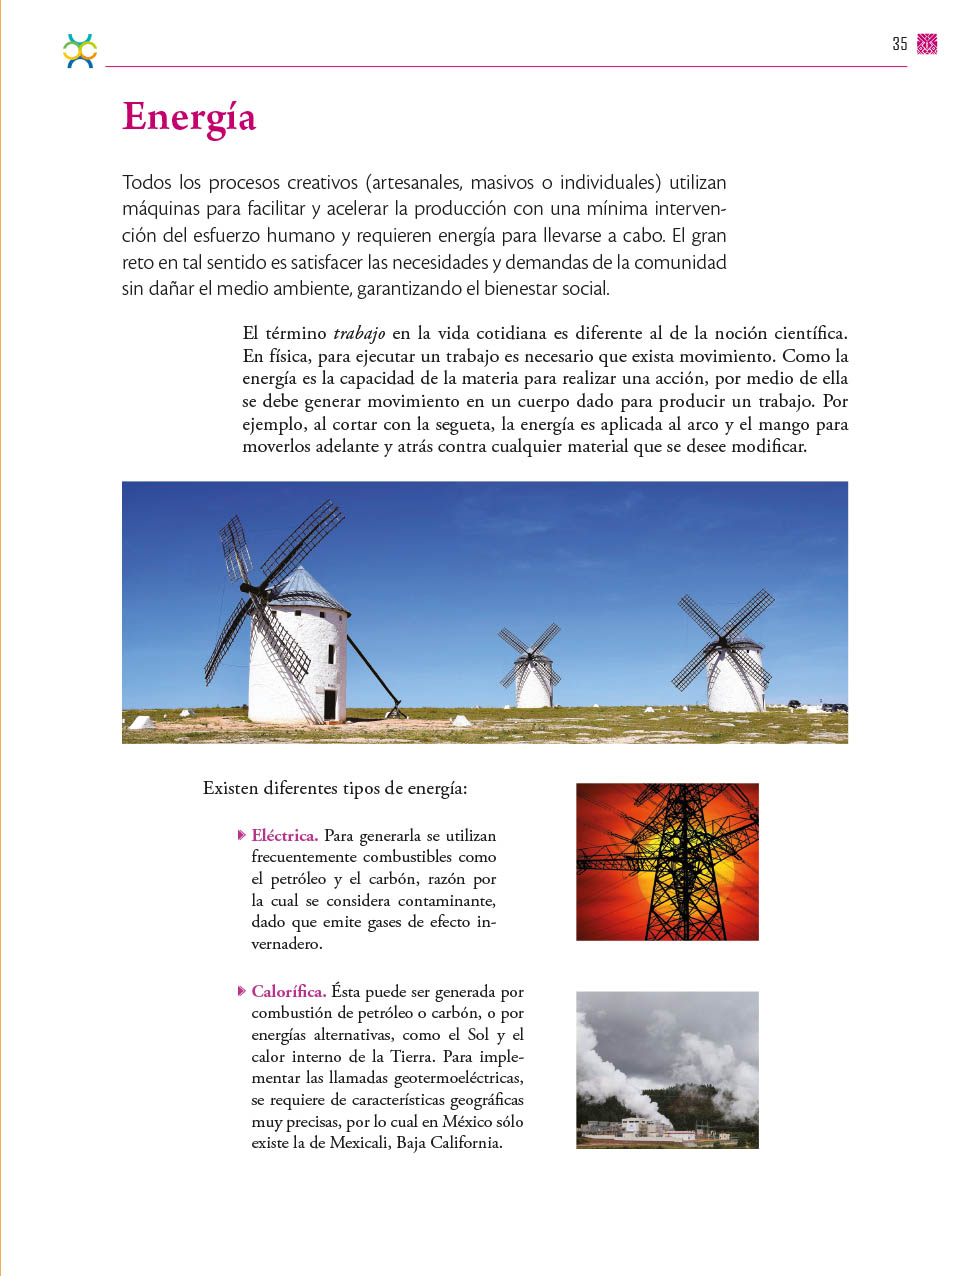 35
Energía
Todos los procesos creativos (artesanales, masivos o individuales) utilizan
máquinas para facilitar y acelerar la producción con una mínima interven-
ción del esfuerzo humano y requieren energía para llevarse a cabo. El gran
reto en tal sentido es satisfacer las necesidades y demandas de la comunidad
sin dañar el medio ambiente, garantizando el bienestar social.
El término trabajo en la vida cotidiana es diferente al de la noción científica.
En física, para ejecutar un trabajo es necesario que exista movimiento. Como la
energía es la capacidad de la materia para realizar una acción, por medio de ella
se debe generar movimiento en un cuerpo dado para producir un trabajo. Por
ejemplo, al cortar con la segueta, la energía es aplicada al arco y el mango para
moverlos adelante y atrás contra cualquier material que se desee modificar.
Existen diferentes tipos de energía:
Eléctrica. Para generarla se utilizan
frecuentemente combustibles como
el petróleo y el carbón, razón por
la cual se considera contaminante,
dado que emite gases de efecto in-
vernadero.
Calorífica. Ésta puede ser generada por
combustión de petróleo o carbón, o por
energías alternativas, como el Sol y el
calor interno de la Tierra. Para imple-
mentar las llamadas geotermoeléctricas,
se requiere de características geográficas
muy precisas, por lo cual en México sólo
existe la de Mexicali, Baja California.